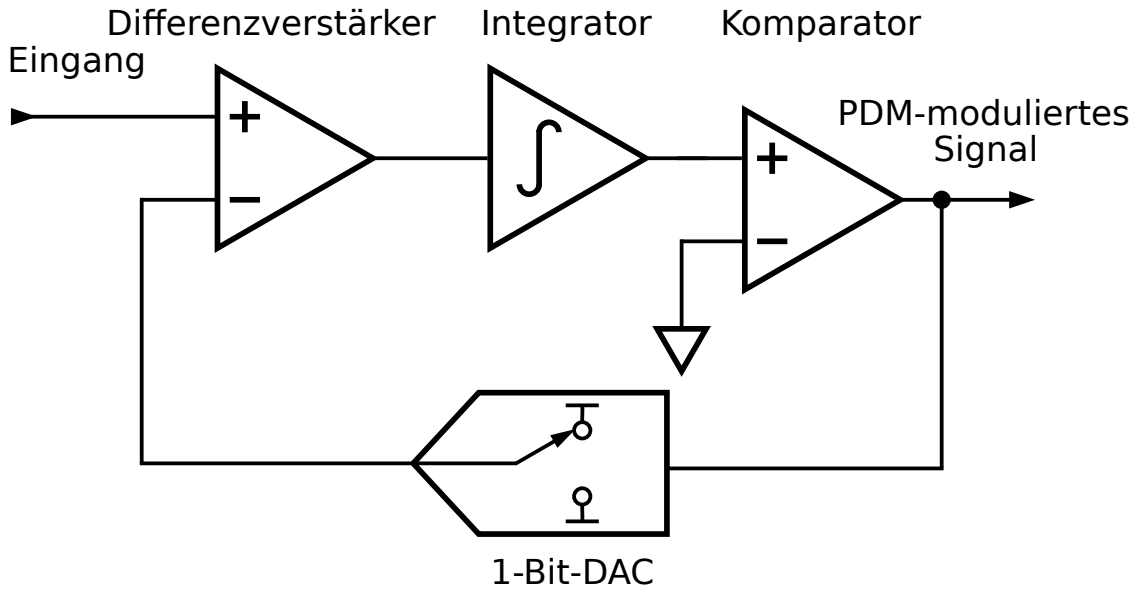 Differenzverstärker
Integrator
Komparator
Eingang
PDM-moduliertes
Signal
+
−
∫
+
−
1-Bit-DAC